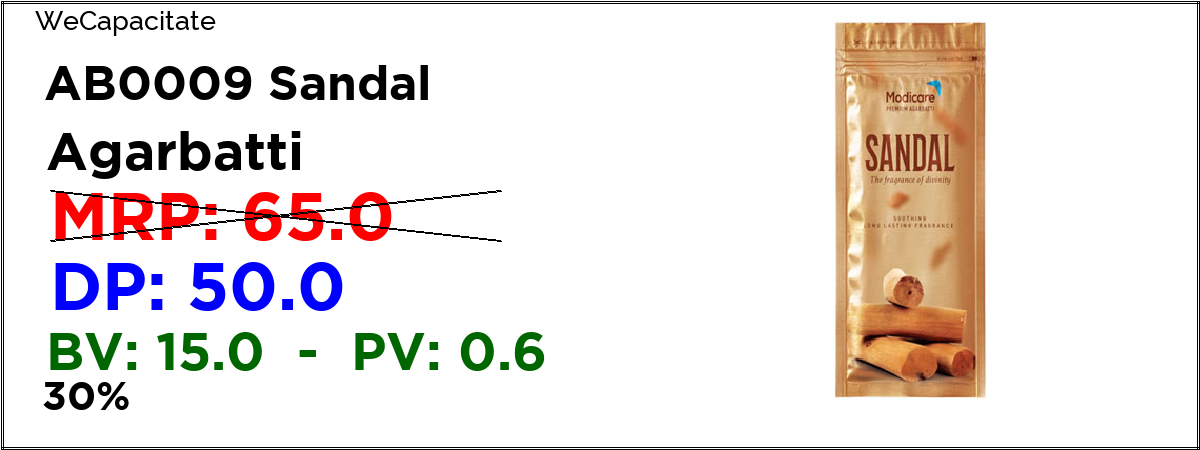 WeCapacitate
AB0009 Sandal
Agarbatti
MRP: 65.0
DP: 50.0
BV: 15.0 - PV: 0.6
30%
Modicare
PREMIUM AGARBATTI
SANDAL
The fragrance of divinity
SOOTHING
LONG LASTING FRAGRANCE